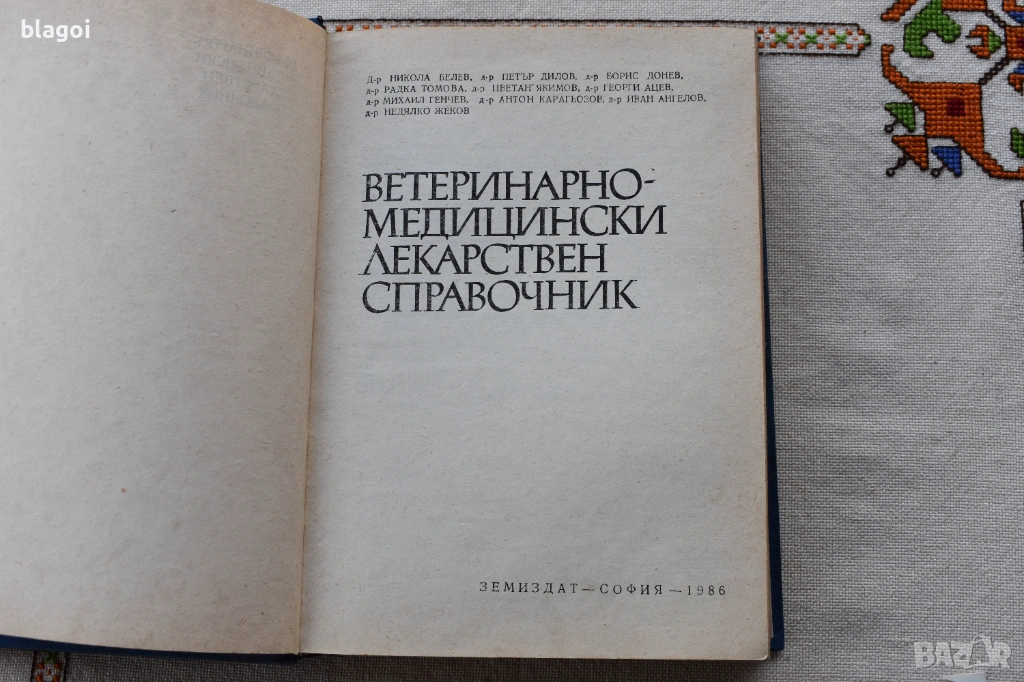 blagoi
Д-р НИКОЛА БЕЛЕВ, д-р ПЕТЪР ДИЛОВ, д-р БОРИС ДОНЕВ,
д-р РАДКА ТОМОВА, д-р ЦВЕТАН ЯКИМОВ, д-р ГЕОРГИ АЦЕВ,
д-р МИХАИЛ ГЕНЧЕВ, д-р АНТОН КАРАГЬОЗОВ, д-р ИВАН АНГЕЛОВ,
д-р НЕДЯЛКО ЖЕКОВ
ВЕТЕРИНАРНО-
МЕДИЦИНСКИ
ЛЕКАРСТВЕН
СПРАВОЧНИК
ЗЕМИЗДАТ — СОФИЯ — 1986
BAZAR